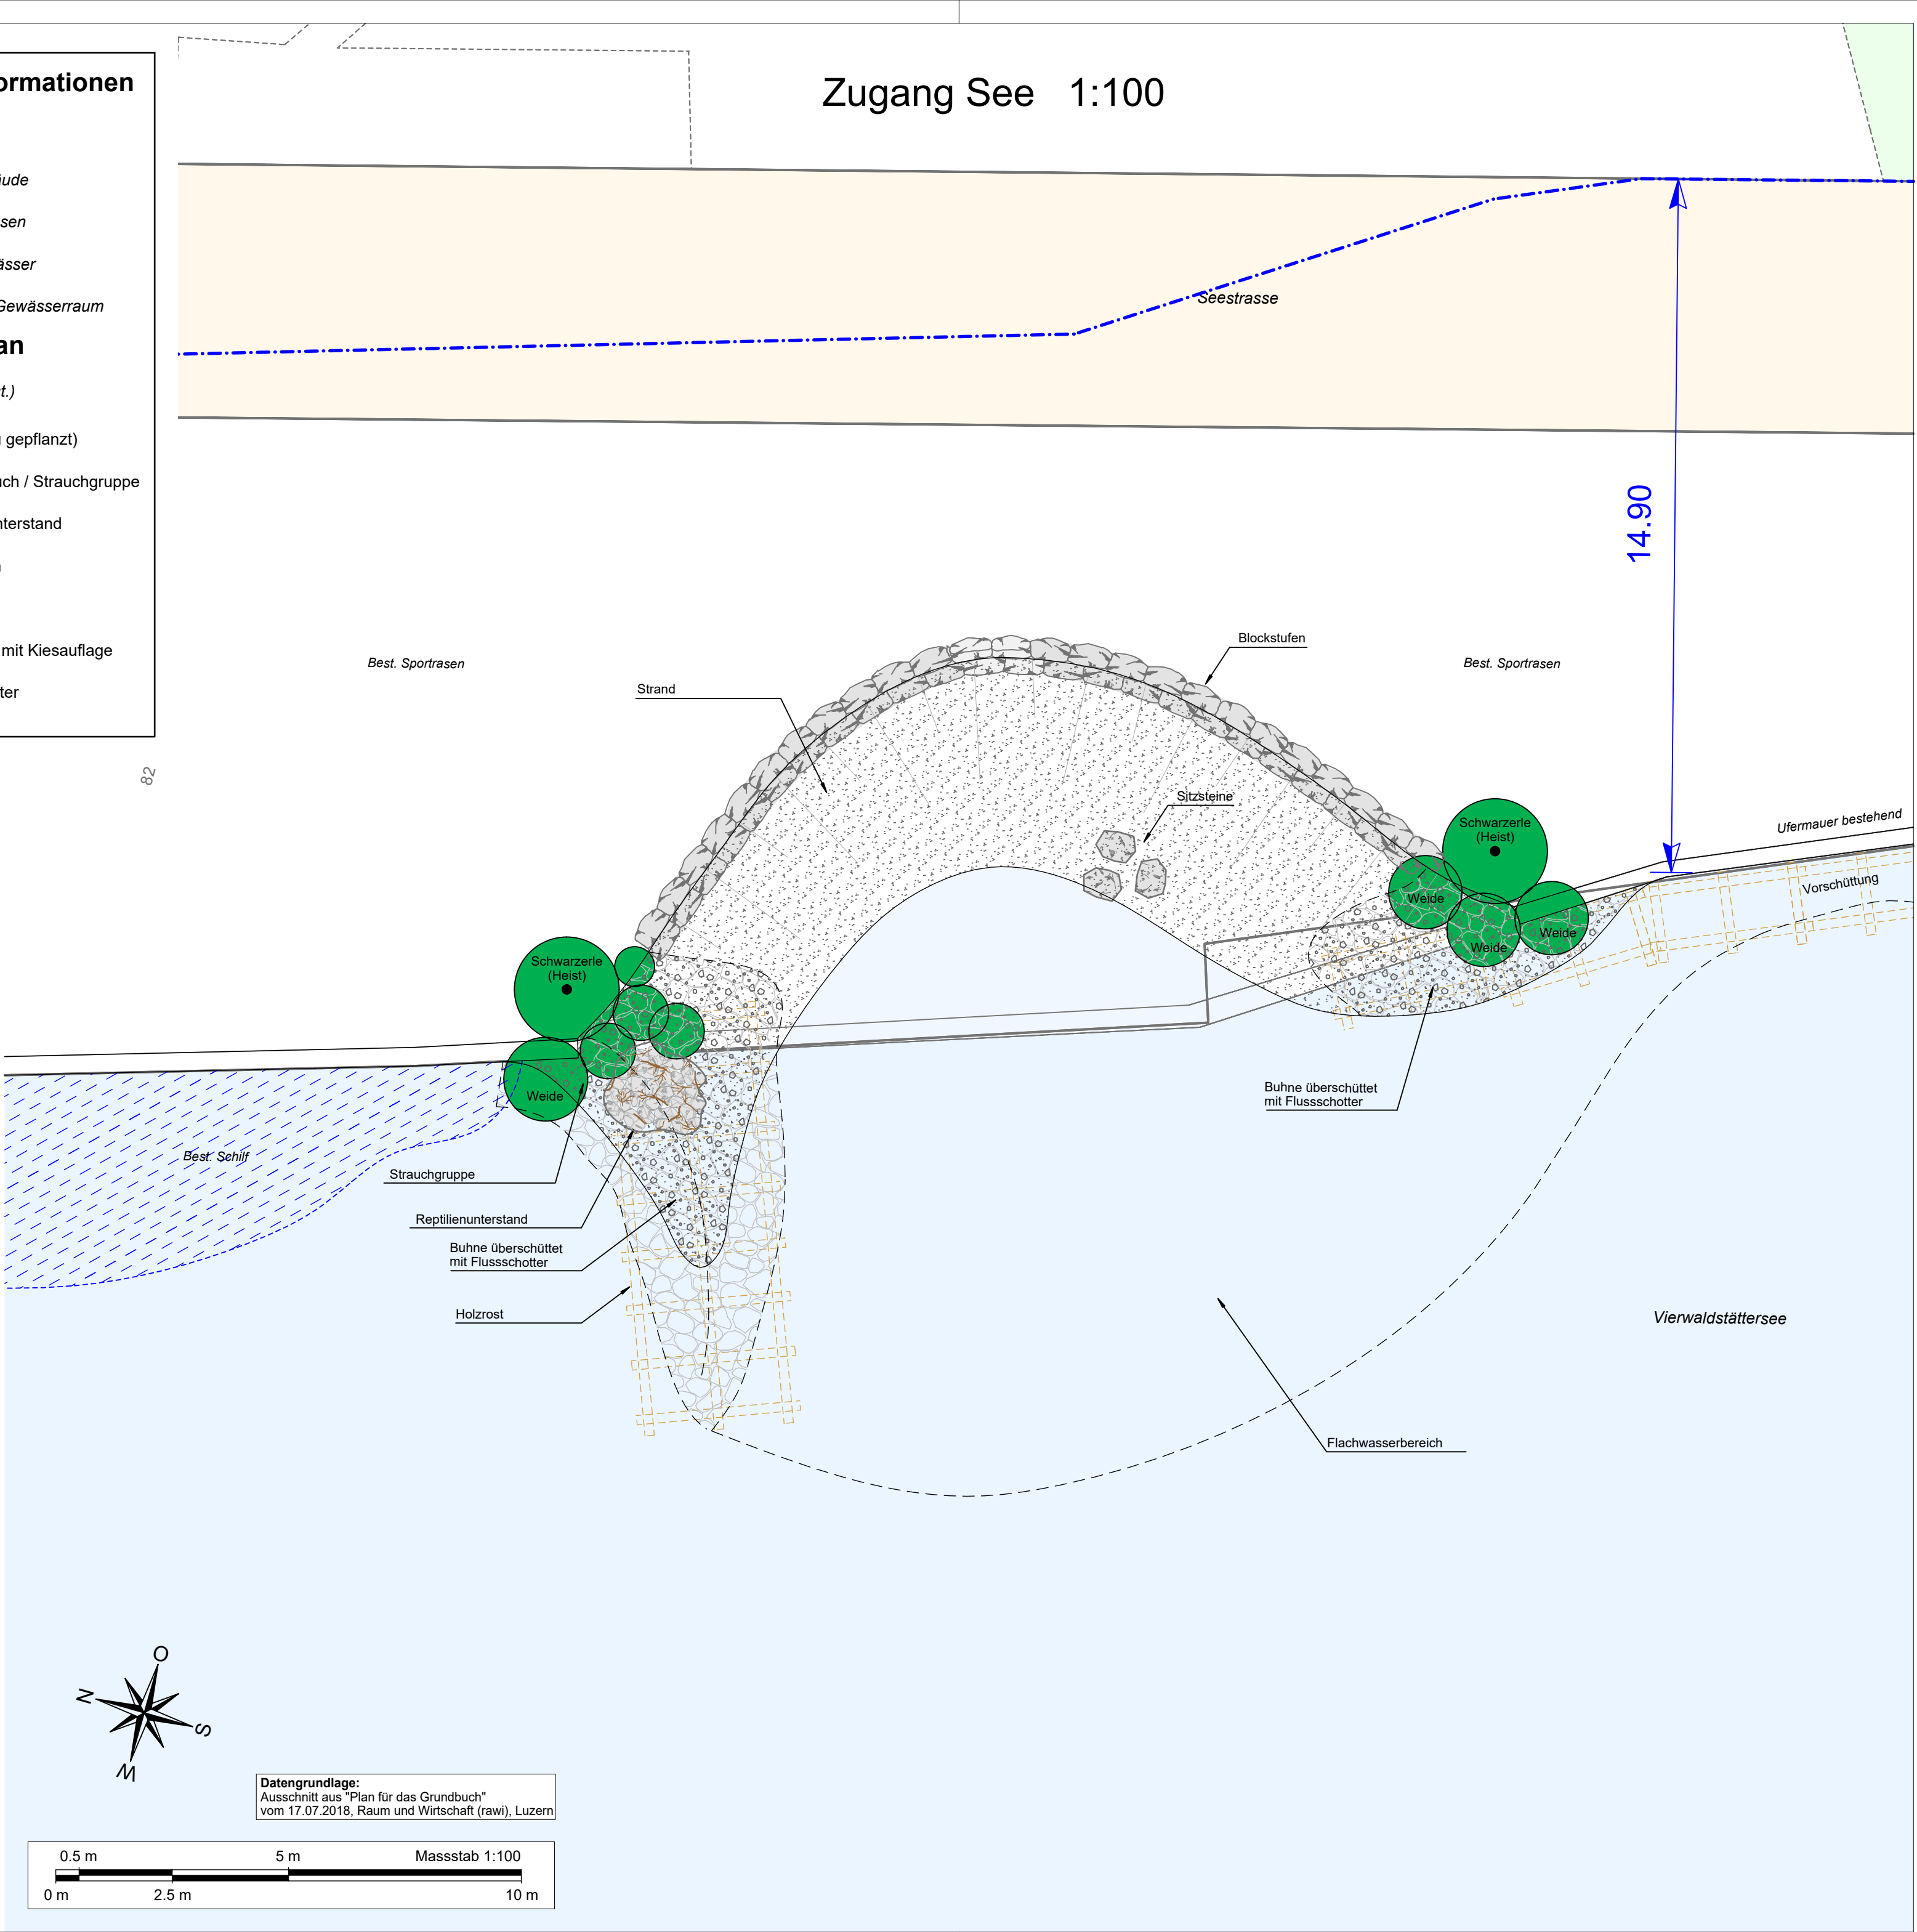 Zugang See 1:100
ormationen
ude
sen
ässer
Gewässerraum
an
t.)
gepflanzt)
uch / Strauchgruppe
nterstand
mit Kiesauflage
ter
82
Seestrasse
14.90
Best. Sportrasen
Best. Sportrasen
Blockstufen
Strand
Sitzsteine
Schwarzerle
(Heist)
Ufermauer bestehend
Vorschüttung
Weide
Weide
Weide
Schwarzerle
(Heist)
Weide
Buhne überschüttet
mit Flussschotter
Best. Schilf
Strauchgruppe
Reptilienunterstand
Buhne überschüttet
mit Flussschotter
Holzrost
Vierwaldstättersee
Flachwasserbereich
O
N
S
W
Datengrundlage:
Ausschnitt aus "Plan für das Grundbuch"
vom 17.07.2018, Raum und Wirtschaft (rawi), Luzern
0.5 m 5 m Massstab 1:100
0 m 2.5 m 10 m